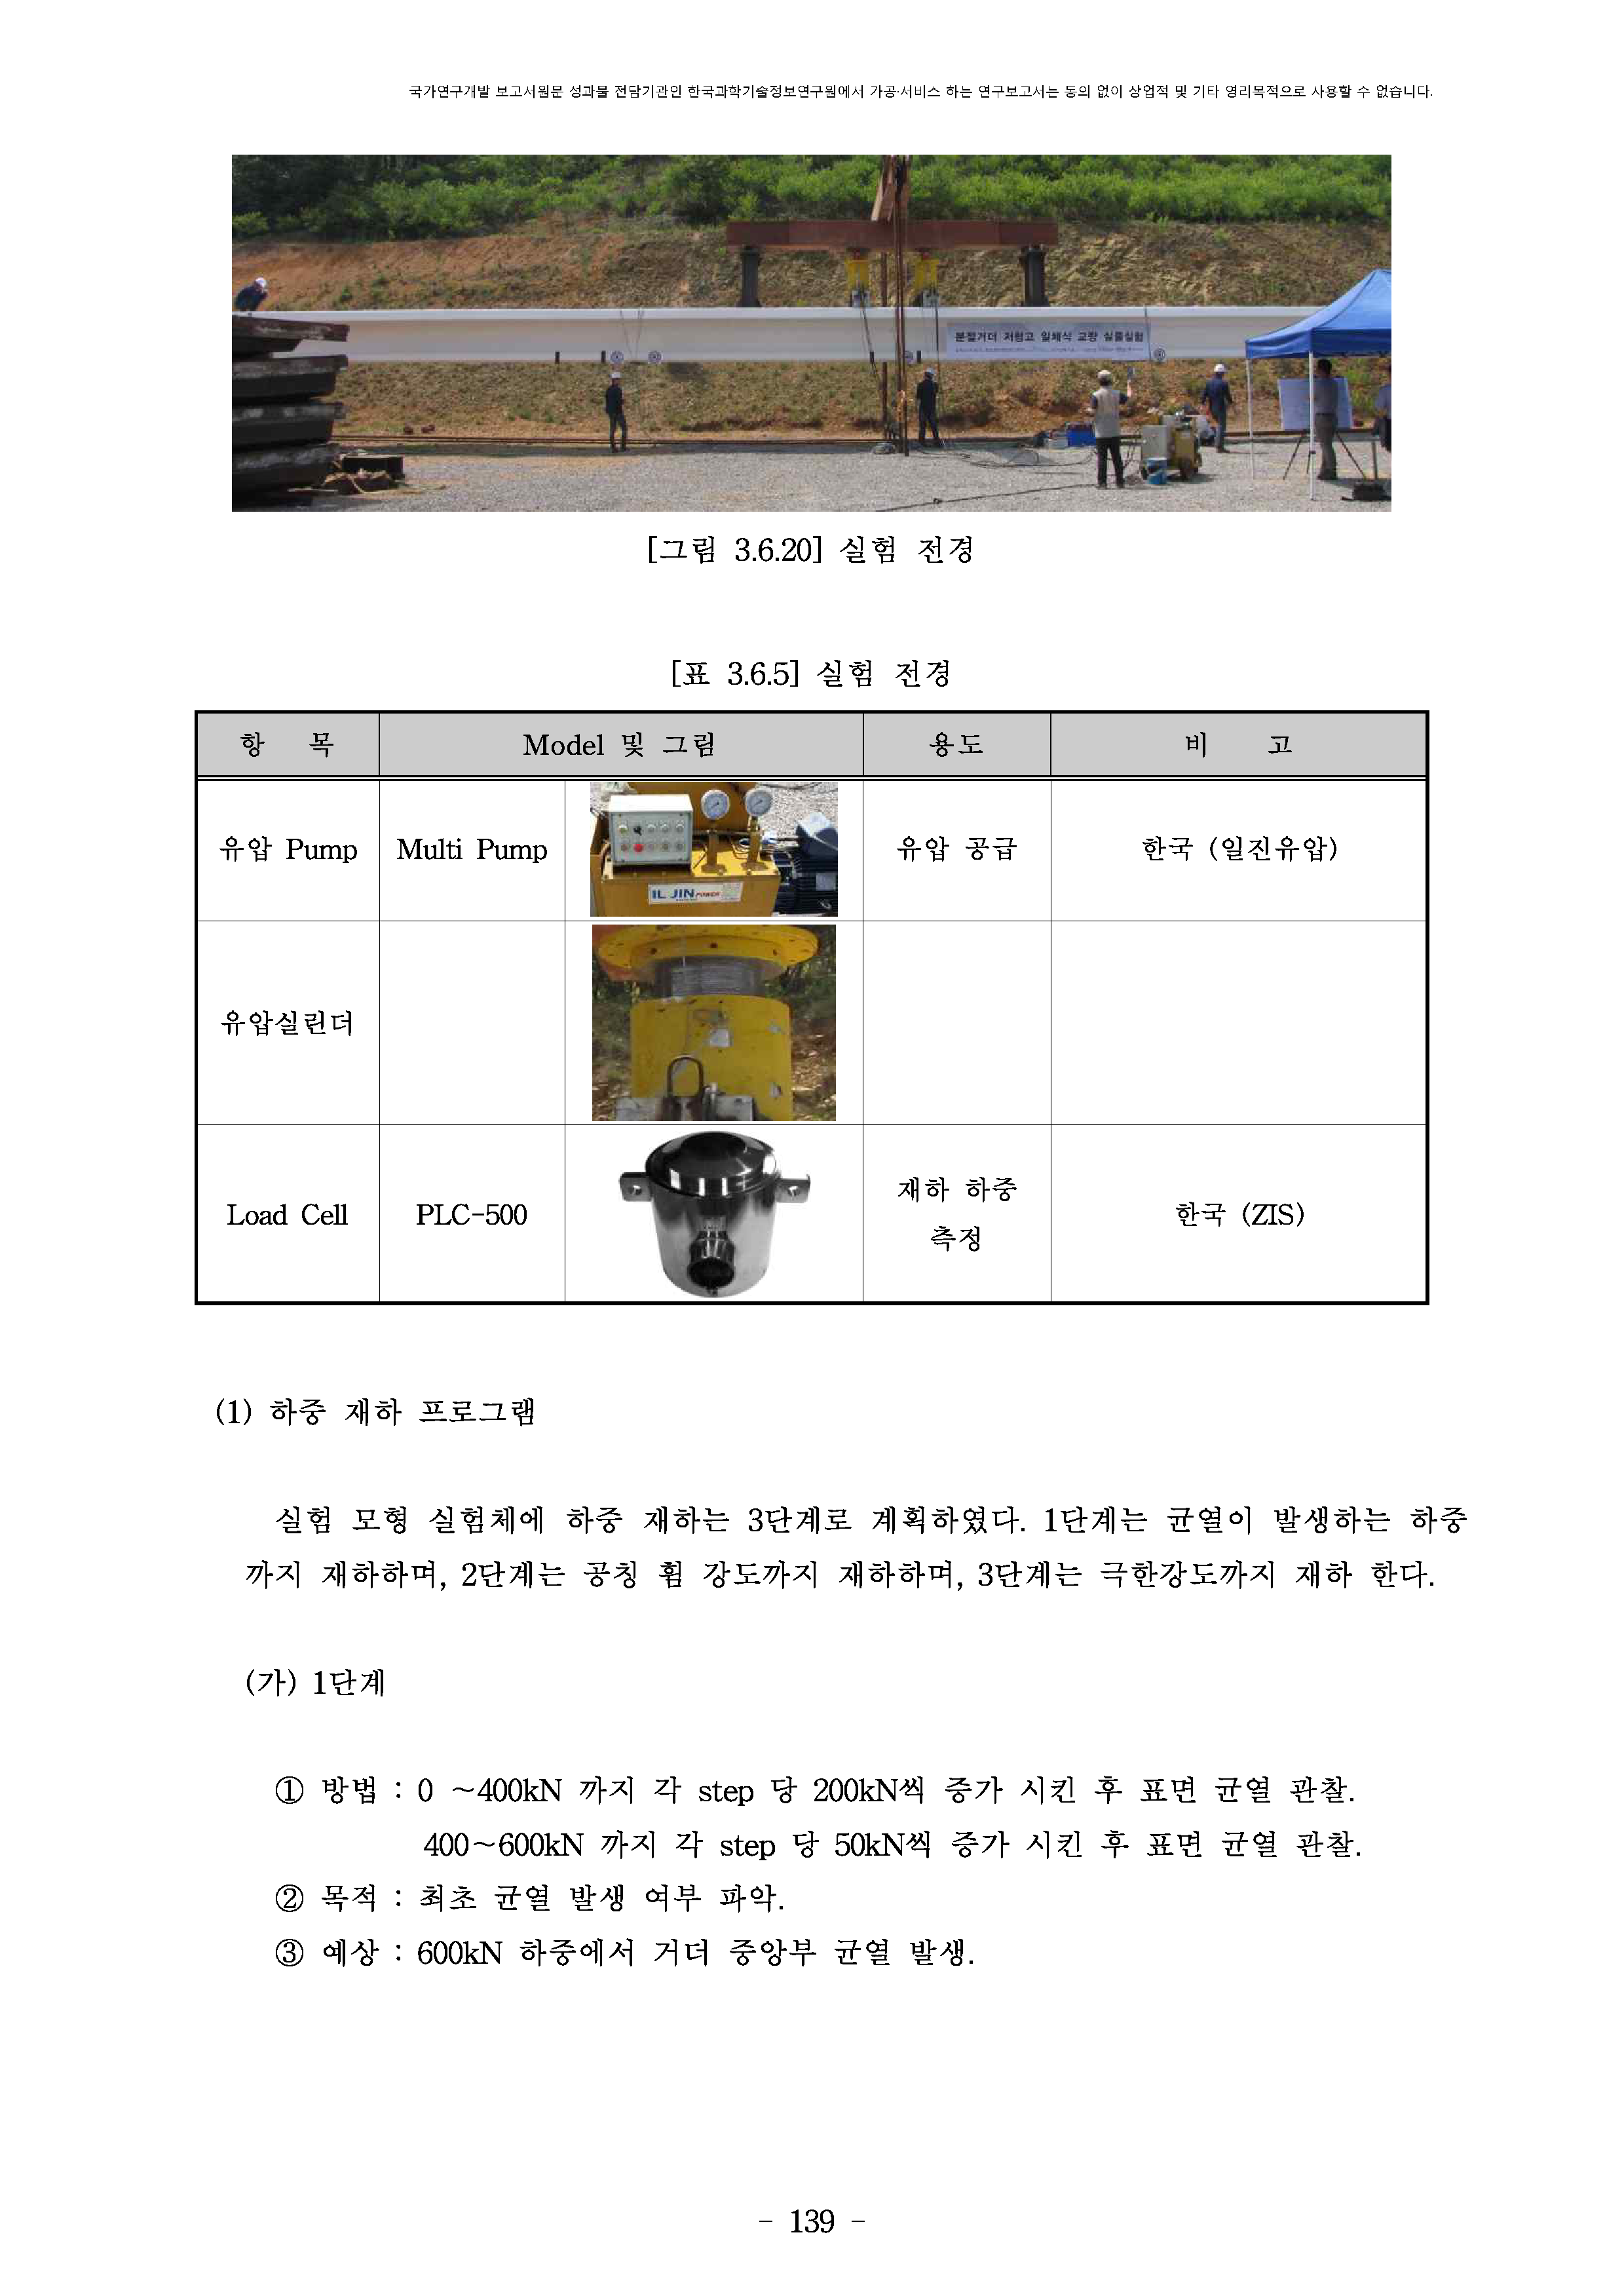 국가연구개발 보고서원문 성과물 전담기관인 한국과학기술정보연구원에서 가공·서비스 하는 연구보고서는 동의 없이 상업적 및 기타 영리목적으로 사용할 수 없습니다.
분절거더 저형고 일체식 교량 실물실험
[그림 3.6.20] 실험 전경
[표 3.6.5] 실험 전경
항 목 Model 및 그림 용도 비 고
유압 Pump Multi Pump 유압 공급 한국 (일진유압)
IL JIN POWER
유압실린더
Load Cell PLC-500 재하 하중 한국 (ZIS)
측정
(1) 하중 재하 프로그램
실험 모형 실험체에 하중 재하는 3단계로 계획하였다. 1단계는 균열이 발생하는 하중
까지 재하하며, 2단계는 공칭 휨 강도까지 재하하며, 3단계는 극한강도까지 재하 한다.
(가) 1단계
① 방법 : 0 ~400kN 까지 각 step 당 200kN씩 증가 시킨 후 표면 균열 관찰.
400~600kN 까지 각 step 당 50kN씩 증가 시킨 후 표면 균열 관찰.
② 목적 : 최초 균열 발생 여부 파악.
③ 예상 : 600kN 하중에서 거더 중앙부 균열 발생.
- 139 -